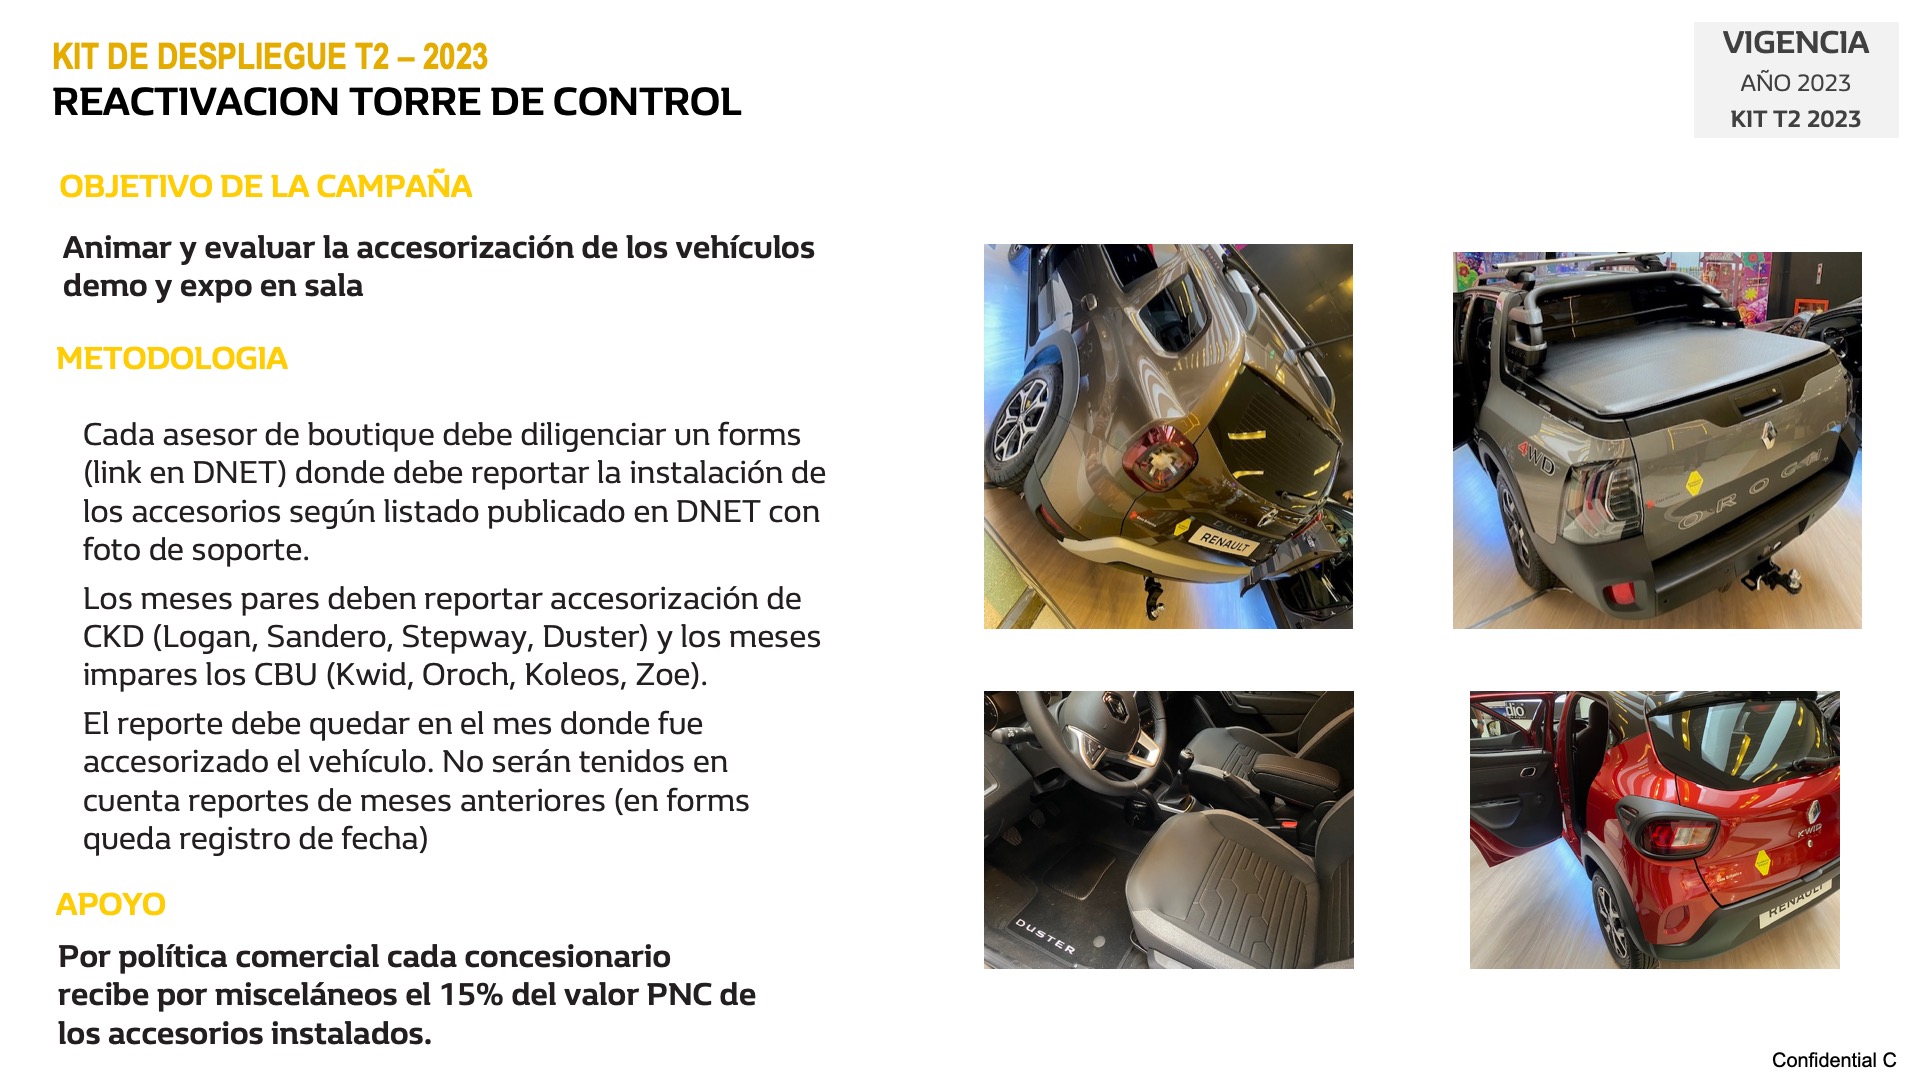 KIT DE DESPLIEGUE T2 – 2023
REACTIVACION TORRE DE CONTROL
VIGENCIA
AÑO 2023
KIT T2 2023
OBJETIVO DE LA CAMPAÑA
Animar y evaluar la accesorización de los vehículos
demo y expo en sala
METODOLOGIA
Cada asesor de boutique debe diligenciar un forms
(link en DNET) donde debe reportar la instalación de
los accesorios según listado publicado en DNET con
foto de soporte.
Los meses pares deben reportar accesorización de
CKD (Logan, Sandero, Stepway, Duster) y los meses
impares los CBU (Kwid, Oroch, Koleos, Zoe).
El reporte debe quedar en el mes donde fue
accesorizado el vehículo. No serán tenidos en
cuenta reportes de meses anteriores (en forms
queda registro de fecha)
APOYO
Por política comercial cada concesionario
recibe por misceláneos el 15% del valor PNC de
los accesorios instalados.
RENAULT
4WD
OROCH
DUSTER
dio
KWID
RENAULT
Confidential C